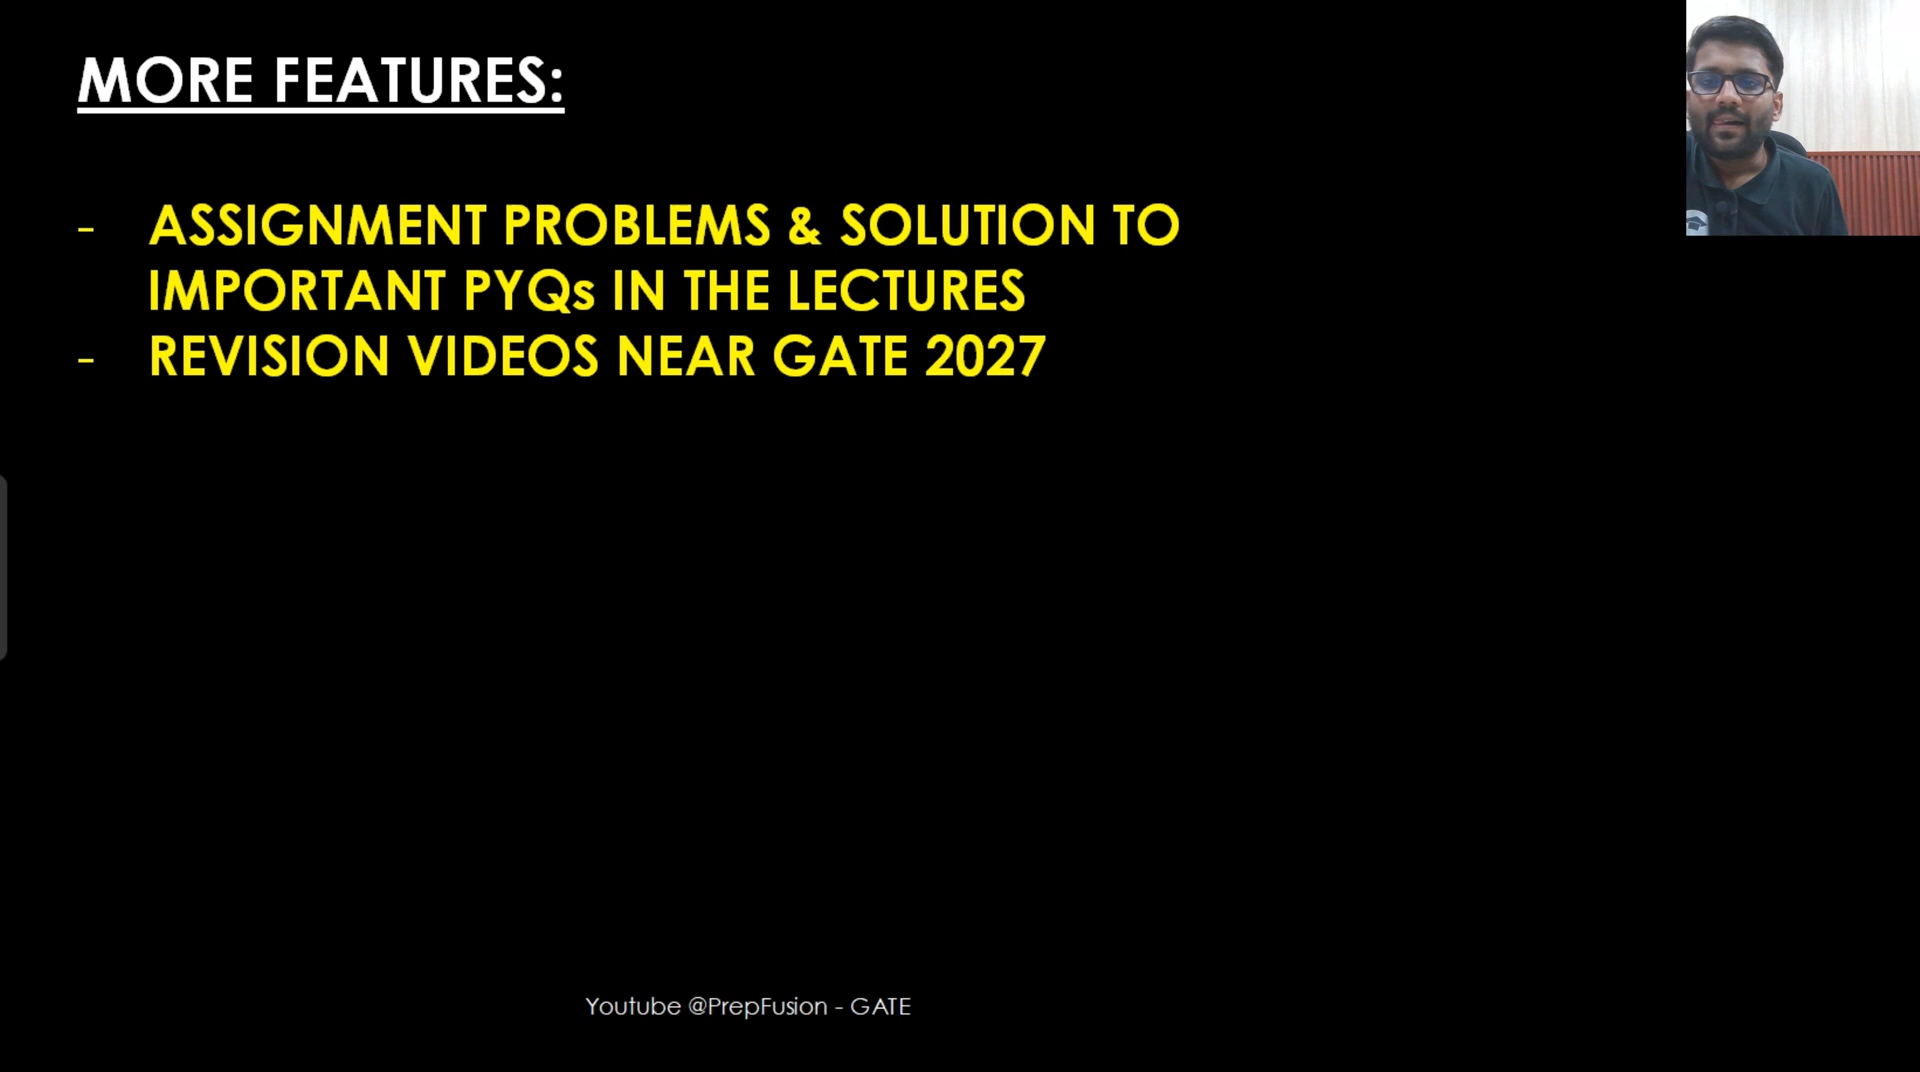 MORE FEATURES:
- ASSIGNMENT PROBLEMS & SOLUTION TO
IMPORTANT PYQs IN THE LECTURES
- REVISION VIDEOS NEAR GATE 2027
Youtube @PrepFusion - GATE